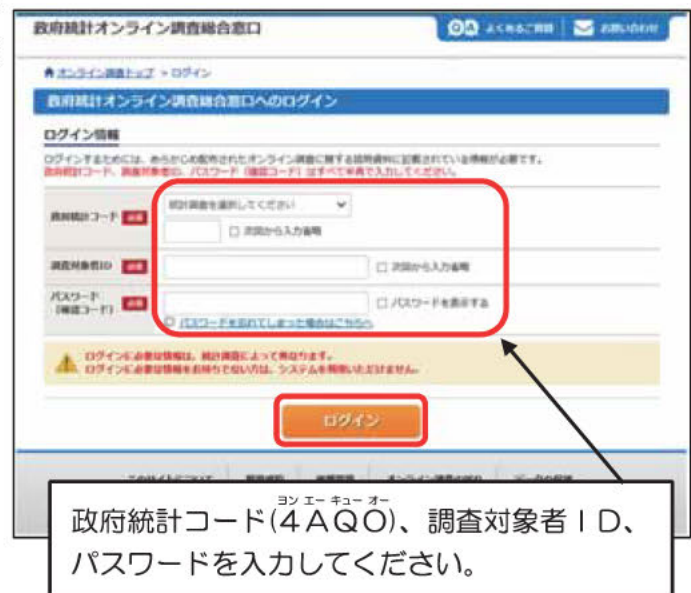 政府統計オンライン調査総合窓口
QA よくあるご質問 お問い合わせ
オンライン調査トップ > ログイン
政府統計オンライン調査総合窓口へのログイン
ログイン情報
ログインするためには、あらかじめ配布されたオンライン調査に関する説明資料に記載されている情報が必要です。
政府統計コード、調査対象者ID、パスワード（確認コード）はすべて半角で入力してください。
政府統計コード 必須 統計調査を選択してください
次回から入力省略
調査対象者ID 必須 次回から入力省略
パスワード
（確認コード） 必須 パスワードを表示する
パスワードを忘れてしまった場合はこちらへ
ログインに必要な情報は、統計調査によって異なります。
ログインに必要な情報をお持ちでない方は、システムを利用いただけません。
ログイン
ヨン エー キュー オー
政府統計コード(4AQO)、調査対象者ID、
パスワードを入力してください。